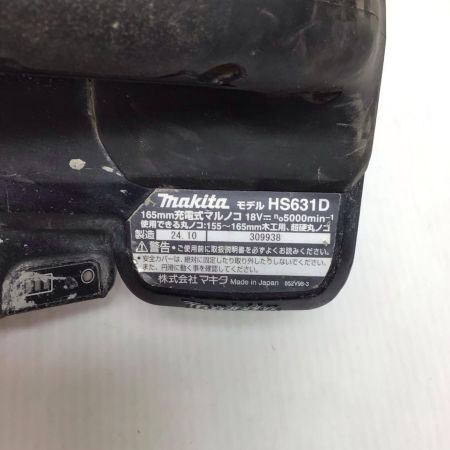 makita モデル HS631D
165mm充電式マルノコ 18V⎓ n₀5000min⁻¹
使用できる丸ノコ:155～165mm木工用、超硬丸ノコ
製造 24.10 309938
⚠警告 ・ご使用前に取扱説明書を必ずよくお読みください。
・安全カバーは、絶対に固定したり取り外したりしないでください。
また、円滑に動く事を確認してください。
株式会社 マキタ Made in Japan 852Y98-3